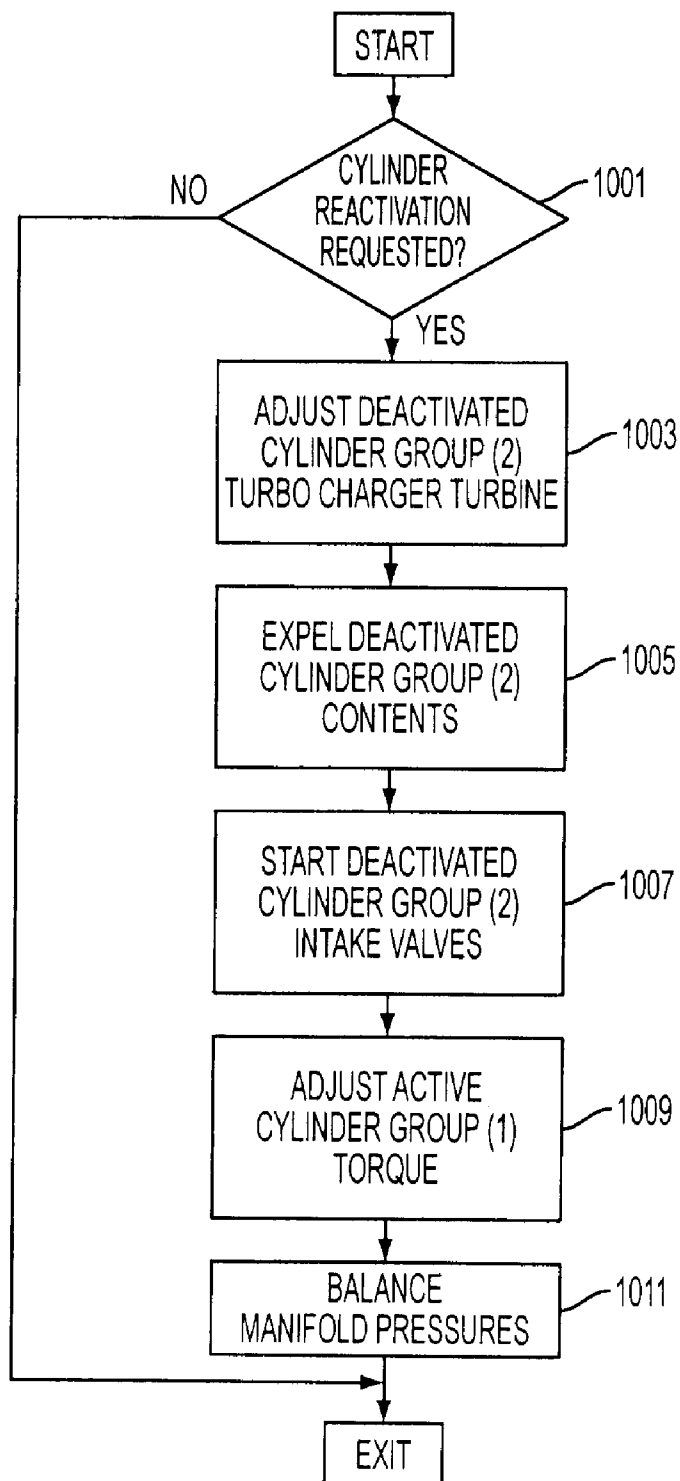 START
CYLINDER
REACTIVATION
REQUESTED?
1001
NO
YES
ADJUST DEACTIVATED
CYLINDER GROUP (2)
TURBO CHARGER TURBINE
1003
EXPEL DEACTIVATED
CYLINDER GROUP (2)
CONTENTS
1005
START DEACTIVATED
CYLINDER GROUP (2)
INTAKE VALVES
1007
ADJUST ACTIVE
CYLINDER GROUP (1)
TORQUE
1009
BALANCE
MANIFOLD PRESSURES
1011
EXIT